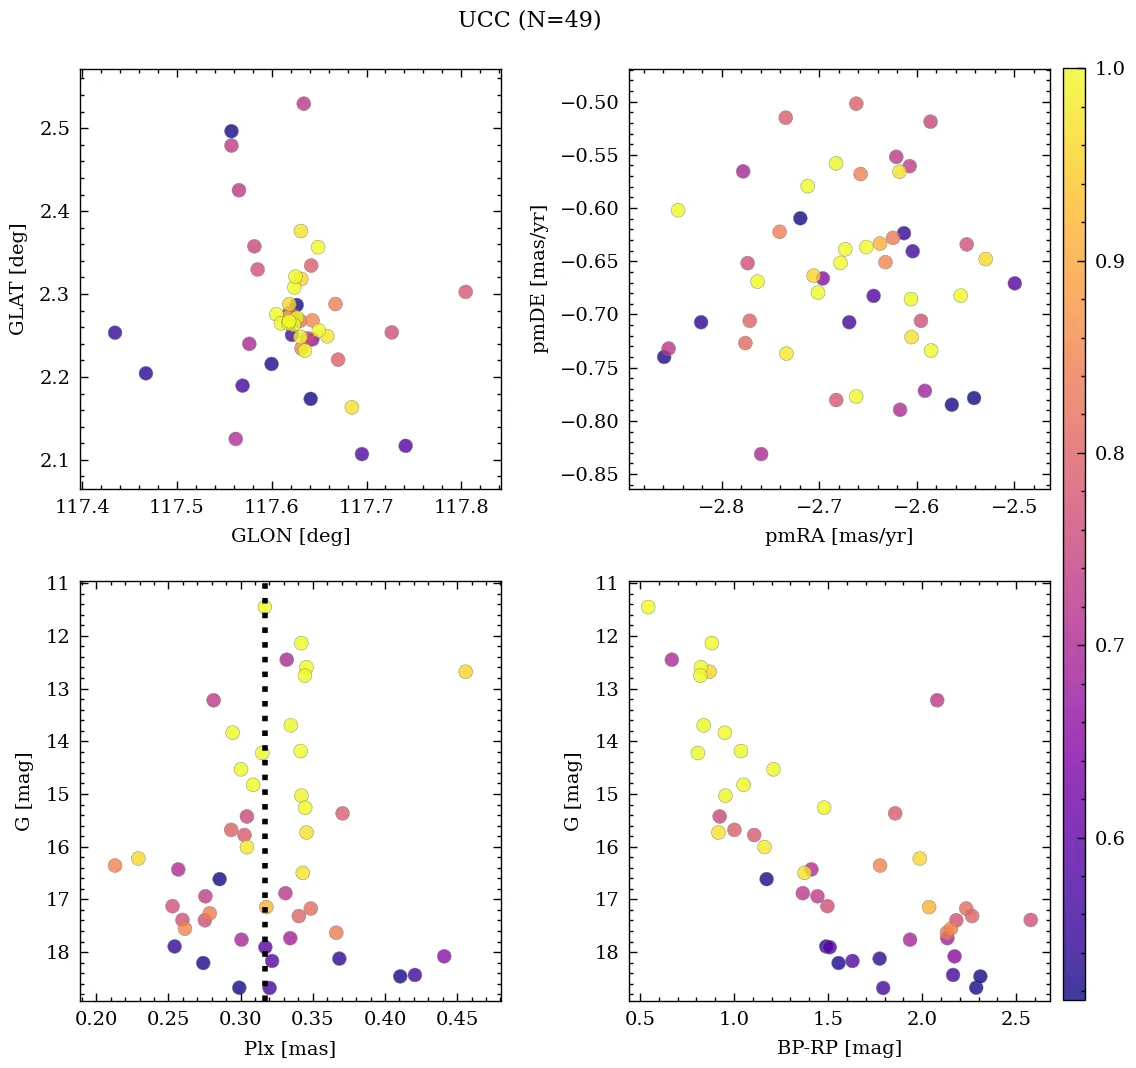 UCC (N=49)
2.5
2.4
2.3
2.2
2.1
GLAT [deg]
117.4 117.5 117.6 117.7 117.8
GLON [deg]
−0.50
−0.55
−0.60
−0.65
−0.70
−0.75
−0.80
−0.85
pmDE [mas/yr]
−2.8 −2.7 −2.6 −2.5
pmRA [mas/yr]
1.0
0.9
0.8
0.7
0.6
11
12
13
14
15
16
17
18
G [mag]
0.20 0.25 0.30 0.35 0.40 0.45
Plx [mas]
11
12
13
14
15
16
17
18
G [mag]
0.5 1.0 1.5 2.0 2.5
BP-RP [mag]